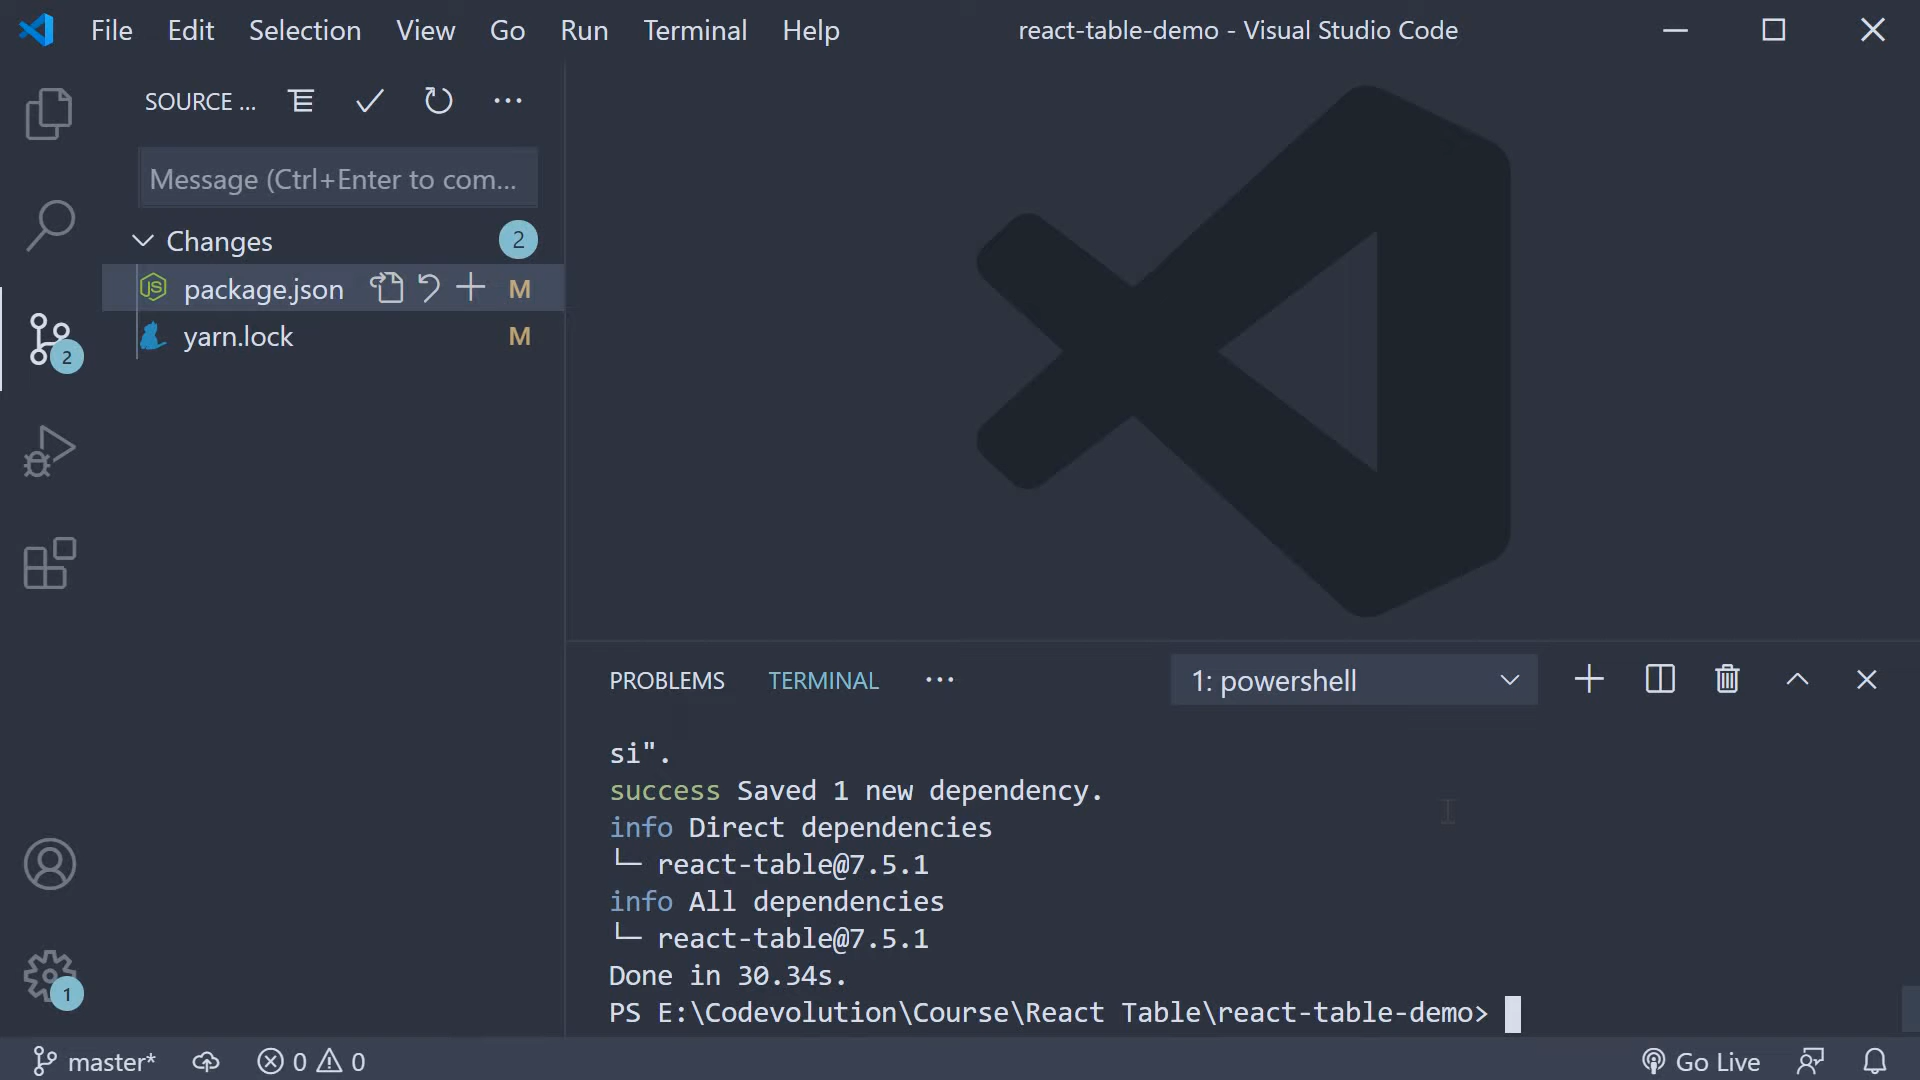 File Edit Selection View Go Run Terminal Help react-table-demo - Visual Studio Code
SOURCE ...
Message (Ctrl+Enter to com...
Changes 2
package.json M
yarn.lock M
2
PROBLEMS TERMINAL ... 1: powershell
si".
success Saved 1 new dependency.
info Direct dependencies
└─ react-table@7.5.1
info All dependencies
└─ react-table@7.5.1
Done in 30.34s.
PS E:\Codevolution\Course\React Table\react-table-demo>
1
master* 0 0 Go Live